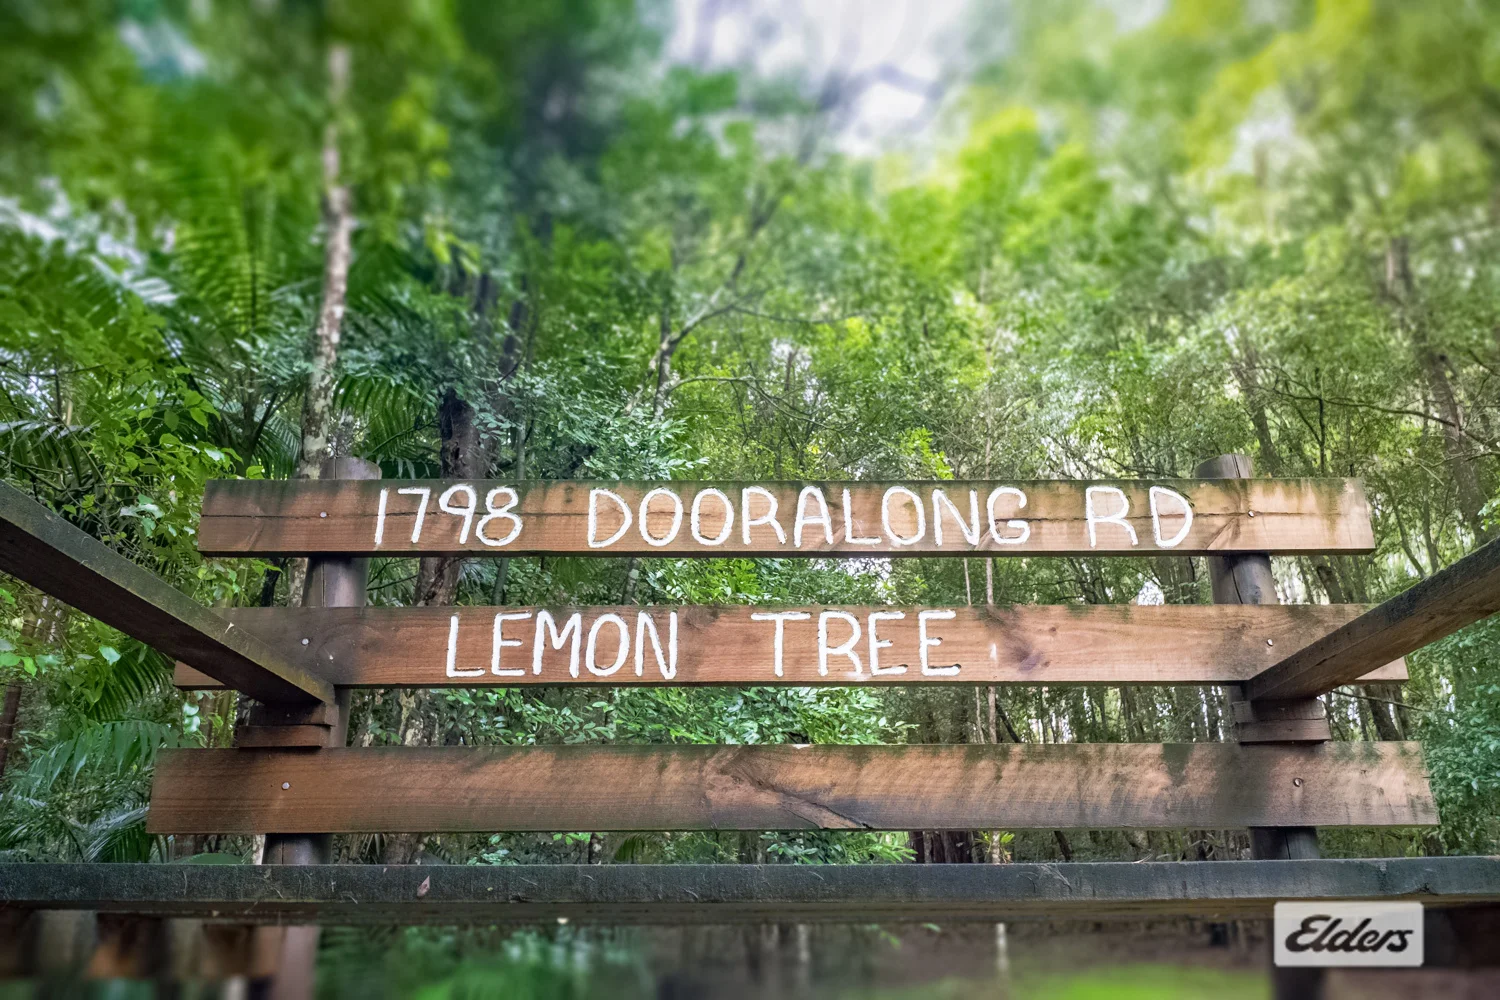 1798 DOORALONG RD
LEMON TREE
Elders